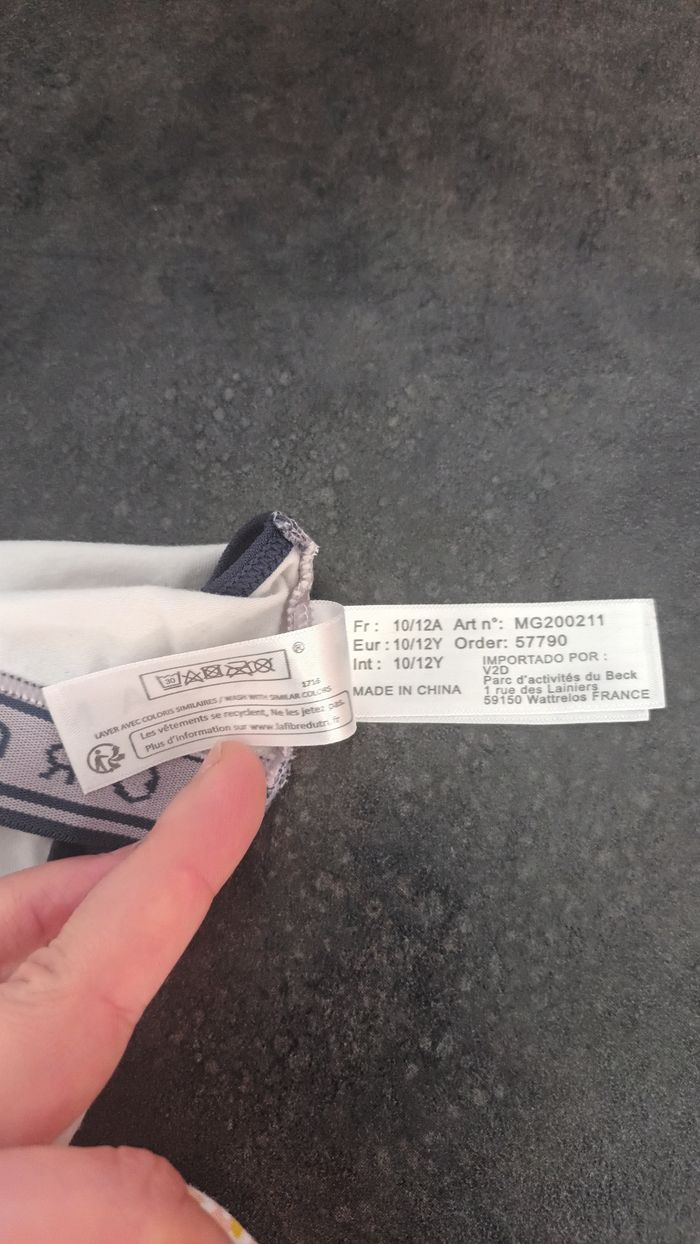 30
®
1716
LAVER AVEC COLORIS SIMILAIRES / WASH WITH SIMILAR COLORS
Les vêtements se recyclent, Ne les jetez pas.
Plus d'information sur www.lafibredutri.fr
Fr : 10/12A Art n°: MG200211
Eur : 10/12Y Order: 57790
Int : 10/12Y
IMPORTADO POR :
V2D
Parc d'activités du Beck
1 rue des Lainiers
59150 Wattrelos FRANCE
MADE IN CHINA